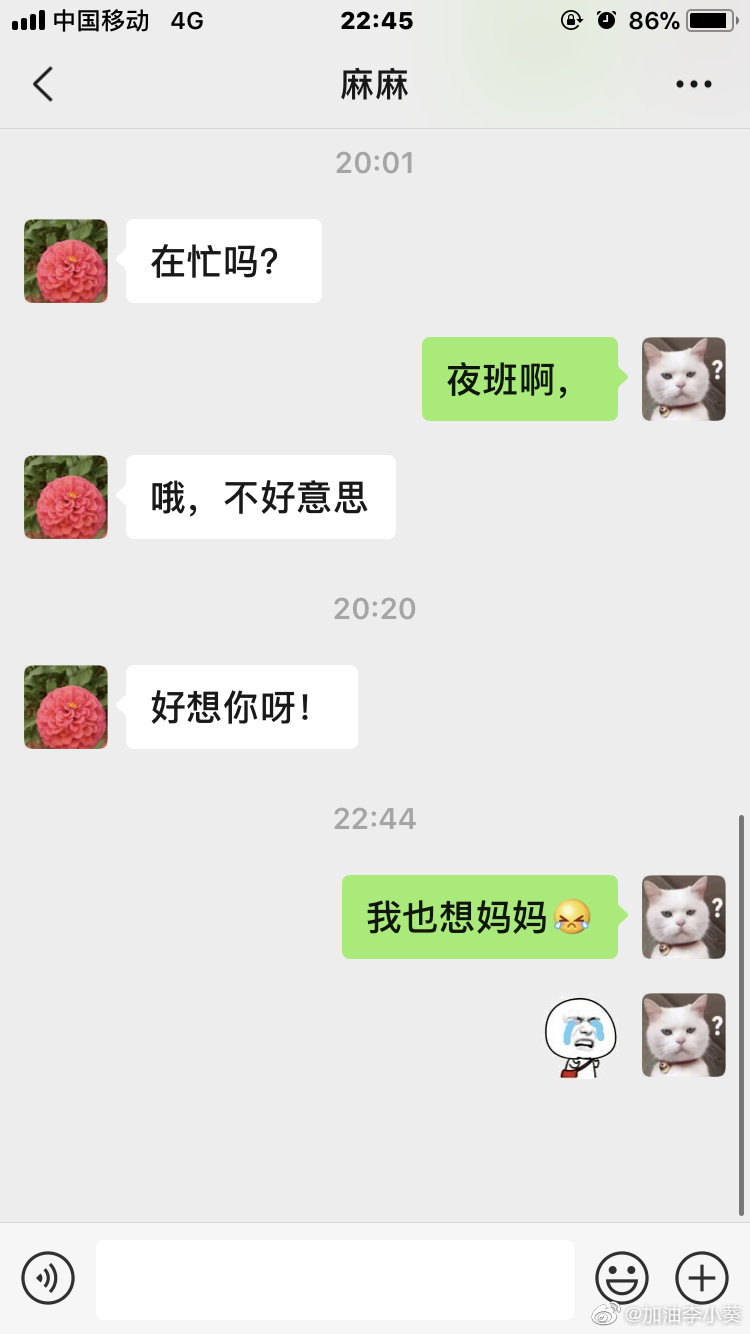 中国移动 4G 22:45 86%
麻麻
20:01
在忙吗?
夜班啊,
哦，不好意思
20:20
好想你呀!
22:44
我也想妈妈😹
?
?
?
@加油李小葵